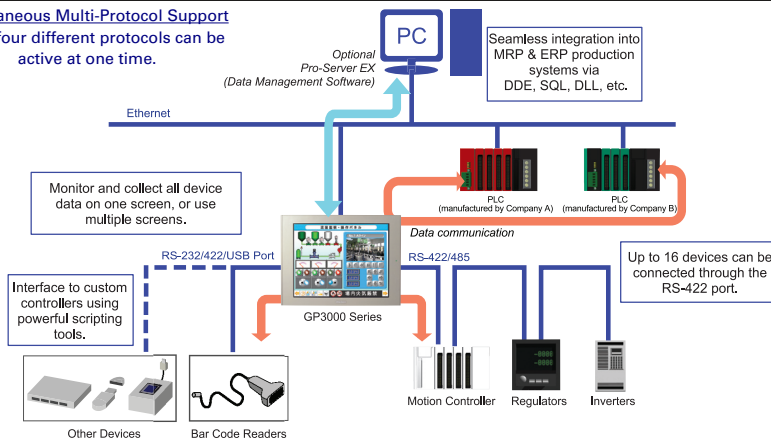 aneous Multi-Protocol Support
four different protocols can be
active at one time.
PC
Optional
Pro-Server EX
(Data Management Software)
Seamless integration into
MRP & ERP production
systems via
DDE, SQL, DLL, etc.
Ethernet
Monitor and collect all device
data on one screen, or use
multiple screens.
PLC
(manufactured by Company A)
PLC
(manufactured by Company B)
Data communication
RS-232/422/USB Port
RS-422/485
Up to 16 devices can be
connected through the
RS-422 port.
Interface to custom
controllers using
powerful scripting
tools.
GP3000 Series
Motion Controller
Regulators
Inverters
Other Devices
Bar Code Readers